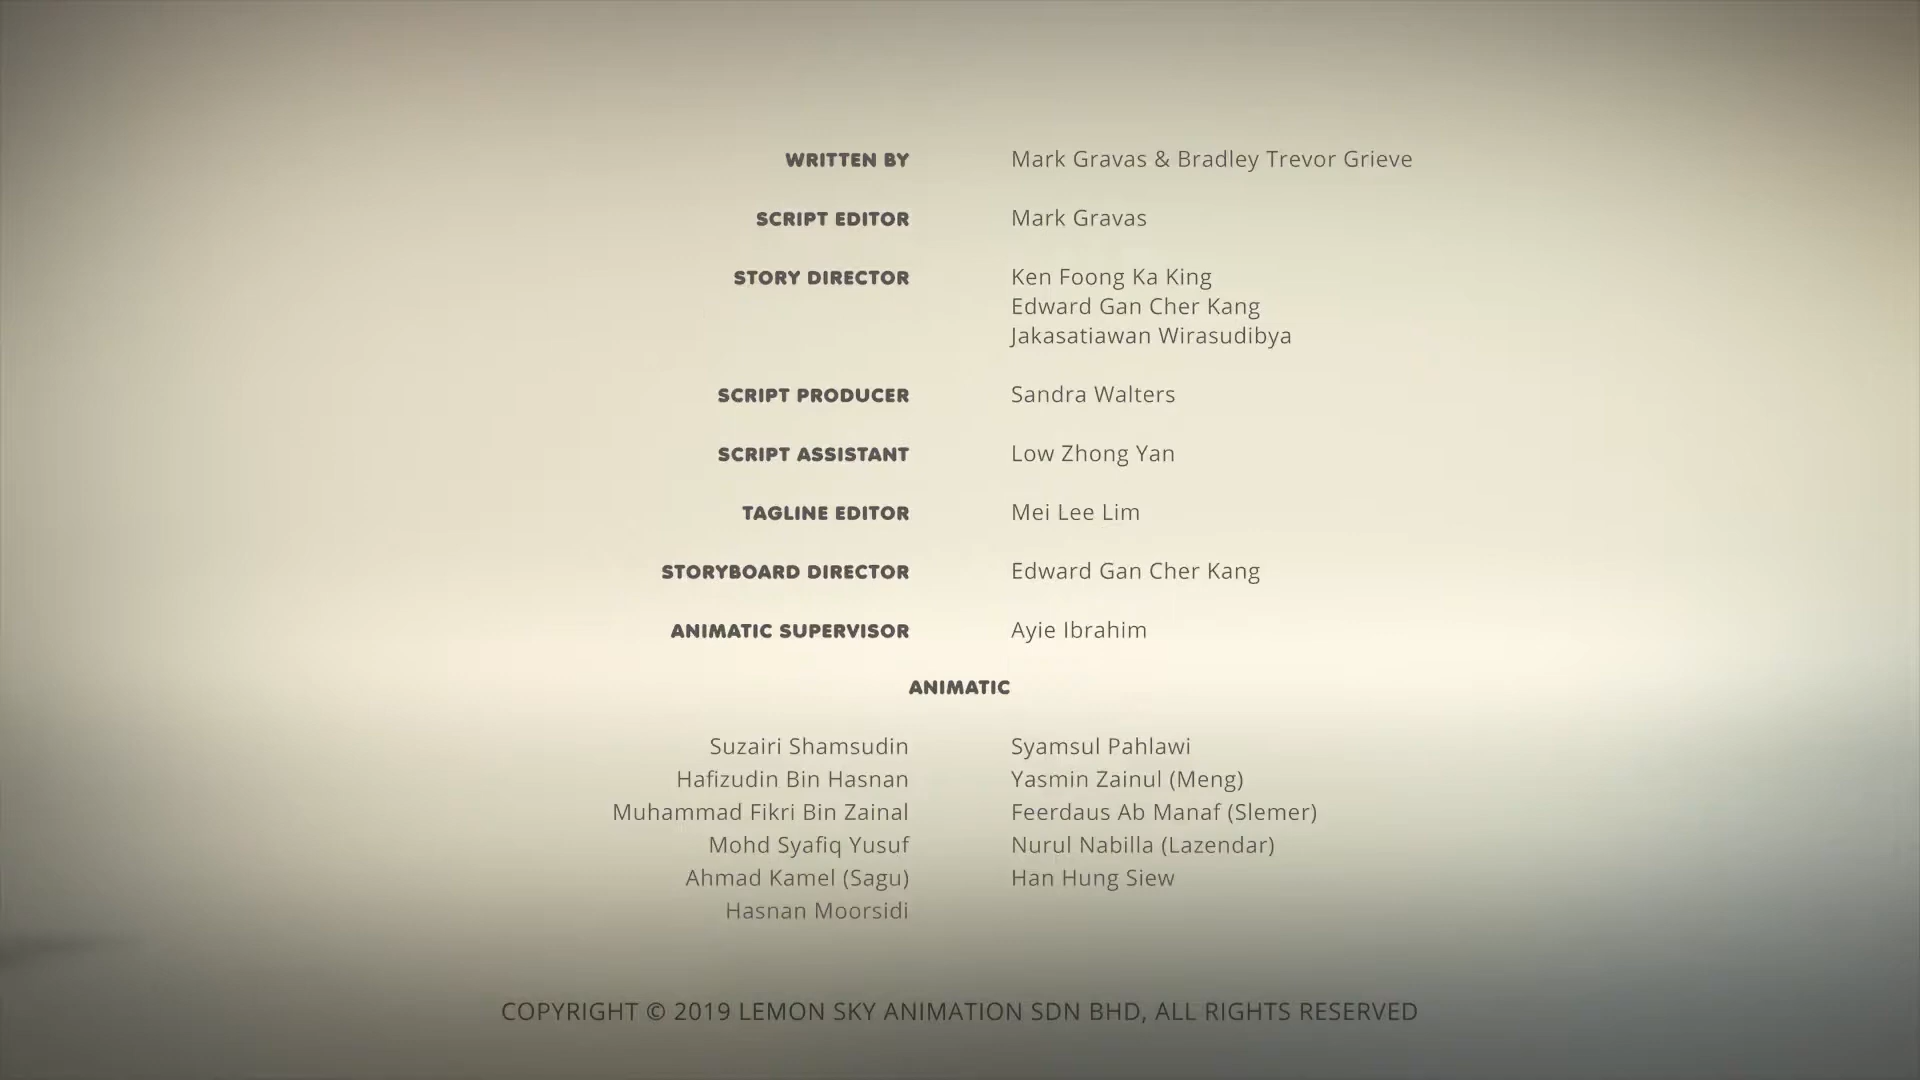 WRITTEN BY Mark Gravas & Bradley Trevor Grieve
SCRIPT EDITOR Mark Gravas
STORY DIRECTOR Ken Foong Ka King
Edward Gan Cher Kang
Jakasatiawan Wirasudibya
SCRIPT PRODUCER Sandra Walters
SCRIPT ASSISTANT Low Zhong Yan
TAGLINE EDITOR Mei Lee Lim
STORYBOARD DIRECTOR Edward Gan Cher Kang
ANIMATIC SUPERVISOR Ayie Ibrahim
ANIMATIC
Suzairi Shamsudin Syamsul Pahlawi
Hafizudin Bin Hasnan Yasmin Zainul (Meng)
Muhammad Fikri Bin Zainal Feerdaus Ab Manaf (Slemer)
Mohd Syafiq Yusuf Nurul Nabilla (Lazendar)
Ahmad Kamel (Sagu) Han Hung Siew
Hasnan Moorsidi
COPYRIGHT © 2019 LEMON SKY ANIMATION SDN BHD, ALL RIGHTS RESERVED